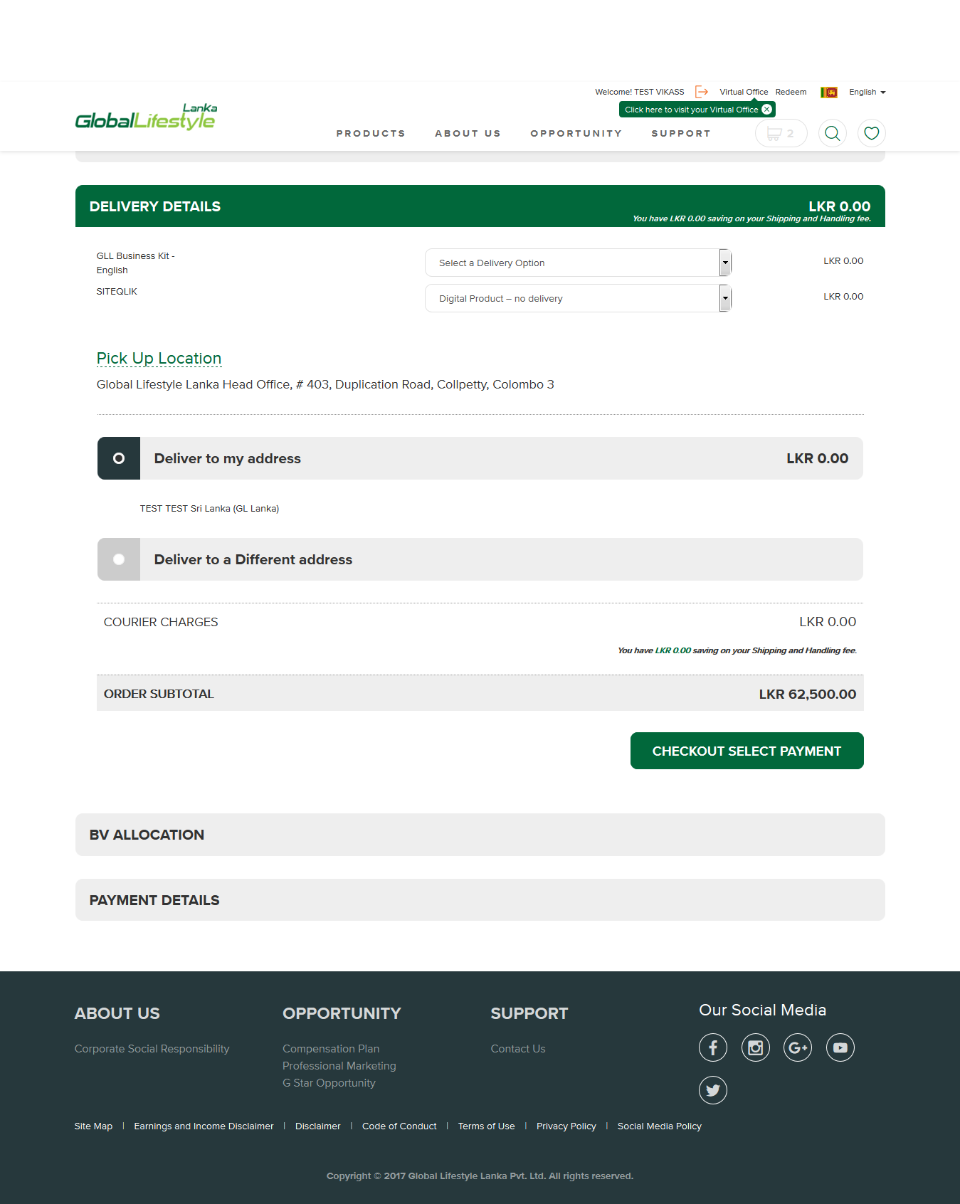 Welcome! TEST VIKASS Virtual Office Redeem English
Click here to visit your Virtual Office
Lanka
GlobalLifestyle
PRODUCTS ABOUT US OPPORTUNITY SUPPORT 2
DELIVERY DETAILS LKR 0.00
You have LKR 0.00 saving on your Shipping and Handling fee.
GLL Business Kit -
English
Select a Delivery Option LKR 0.00
SITEQLIK Digital Product – no delivery LKR 0.00
Pick Up Location
Global Lifestyle Lanka Head Office, # 403, Duplication Road, Collpetty, Colombo 3
Deliver to my address LKR 0.00
TEST TEST Sri Lanka (GL Lanka)
Deliver to a Different address
COURIER CHARGES LKR 0.00
You have LKR 0.00 saving on your Shipping and Handling fee.
ORDER SUBTOTAL LKR 62,500.00
CHECKOUT SELECT PAYMENT
BV ALLOCATION
PAYMENT DETAILS
ABOUT US OPPORTUNITY SUPPORT Our Social Media
Corporate Social Responsibility Compensation Plan Contact Us
Professional Marketing
G Star Opportunity
Site Map | Earnings and Income Disclaimer | Disclaimer | Code of Conduct | Terms of Use | Privacy Policy | Social Media Policy
Copyright © 2017 Global Lifestyle Lanka Pvt. Ltd. All rights reserved.